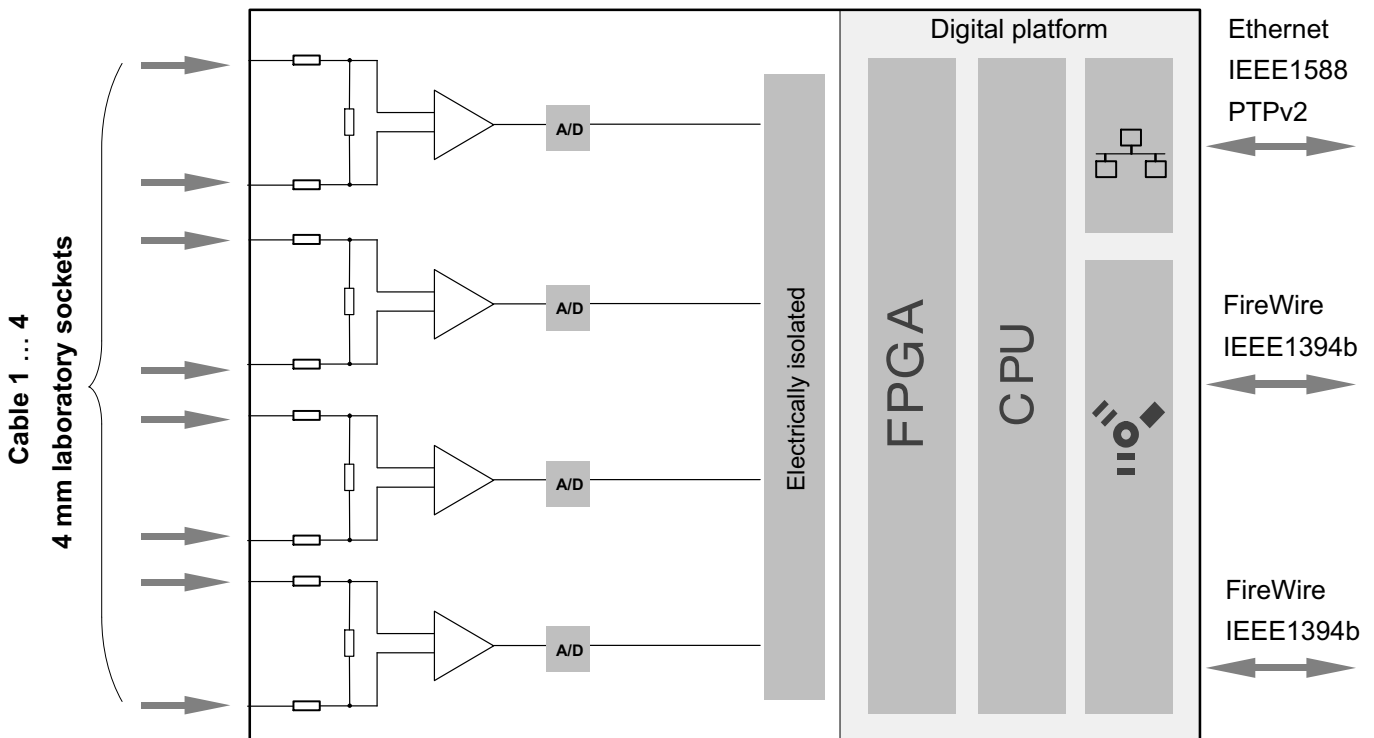 Cable 1 … 4
4 mm laboratory sockets
A/D
A/D
A/D
A/D
Electrically isolated
Digital platform
FPGA
CPU
Ethernet
IEEE1588
PTPv2
FireWire
IEEE1394b
FireWire
IEEE1394b